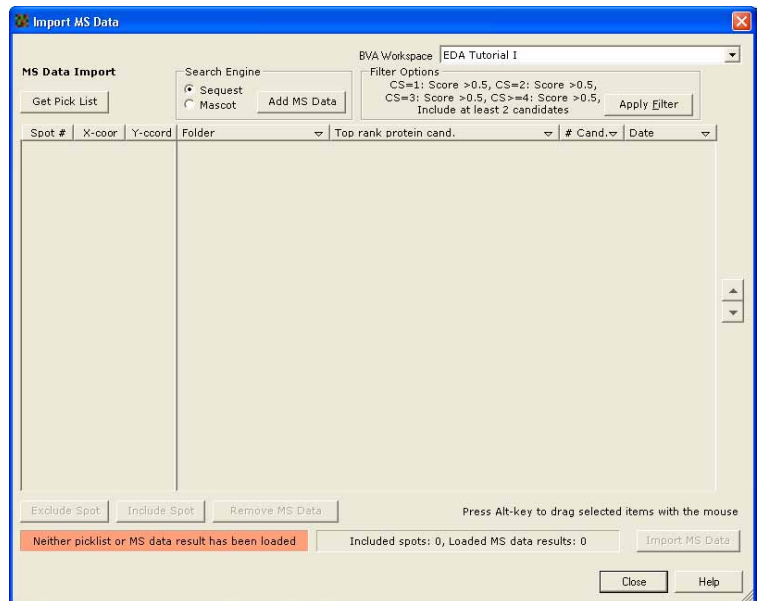 Import MS Data
BVA Workspace EDA Tutorial I
MS Data Import
Search Engine
Filter Options
Sequest
Mascot
CS=1: Score >0.5, CS=2: Score >0.5,
CS=3: Score >0.5, CS>=4: Score >0.5,
Include at least 2 candidates
Get Pick List
Add MS Data
Apply Filter
Spot # X-coor Y-ccord Folder Top rank protein cand. # Cand. Date
Exclude Spot Include Spot Remove MS Data Press Alt-key to drag selected items with the mouse
Neither picklist or MS data result has been loaded Included spots: 0, Loaded MS data results: 0 Import MS Data
Close Help